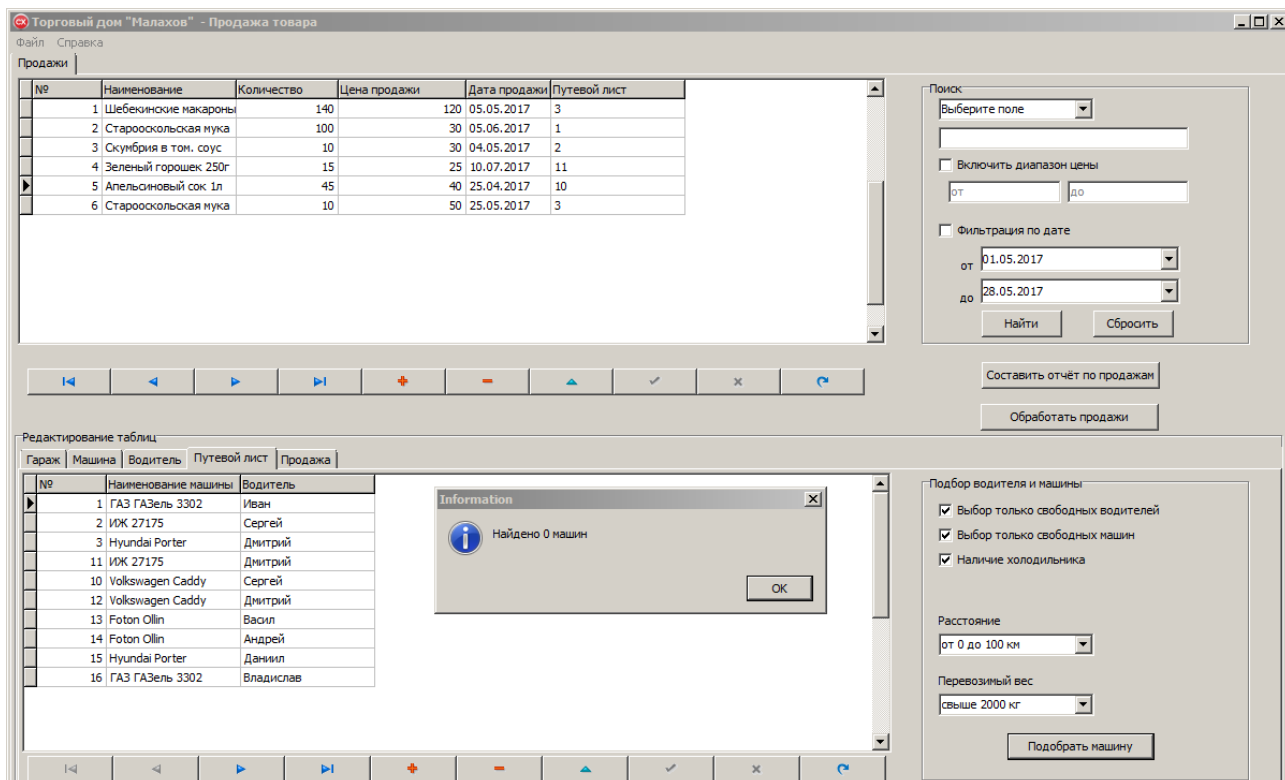 Торговый дом "Малахов" - Продажа товара
Файл Справка
Продажи
№ Наименование Количество Цена продажи Дата продажи Путевой лист
1 Шебекинские макароны 140 120 05.05.2017 3
2 Старооскольская мука 100 30 05.06.2017 1
3 Скумбрия в том. соус 10 30 04.05.2017 2
4 Зеленый горошек 250г 15 25 10.07.2017 11
5 Апельсиновый сок 1л 45 40 25.04.2017 10
6 Старооскольская мука 10 50 25.05.2017 3
Поиск
Выберите поле
Включить диапазон цены
от до
Фильтрация по дате
от 01.05.2017
до 28.05.2017
Найти Сбросить
Составить отчёт по продажам
Обработать продажи
Редактирование таблиц
Гараж Машина Водитель Путевой лист Продажа
№ Наименование машины Водитель
1 ГАЗ ГАЗель 3302 Иван
2 ИЖ 27175 Сергей
3 Hyundai Porter Дмитрий
11 ИЖ 27175 Дмитрий
10 Volkswagen Caddy Сергей
12 Volkswagen Caddy Дмитрий
13 Foton Ollin Васил
14 Foton Ollin Андрей
15 Hyundai Porter Даниил
16 ГАЗ ГАЗель 3302 Владислав
Information
Найдено 0 машин
OK
Подбор водителя и машины
Выбор только свободных водителей
Выбор только свободных машин
Наличие холодильника
Расстояние
от 0 до 100 км
Перевозимый вес
свыше 2000 кг
Подобрать машину